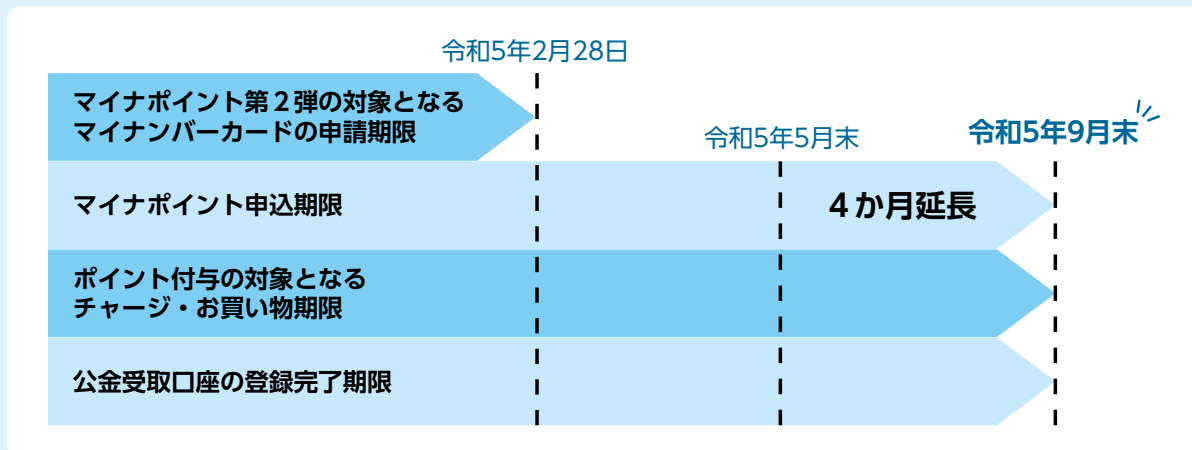 令和5年2月28日
マイナポイント第２弾の対象となる
マイナンバーカードの申請期限
令和5年5月末
令和5年9月末
マイナポイント申込期限
４か月延長
ポイント付与の対象となる
チャージ・お買い物期限
公金受取口座の登録完了期限